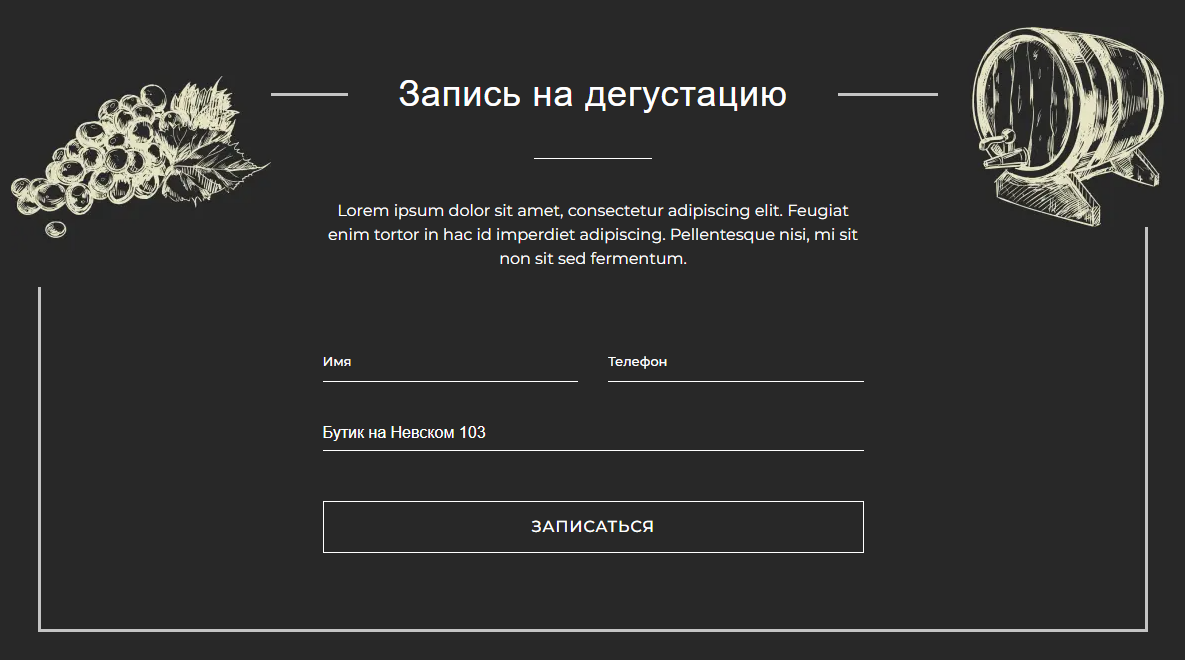 Запись на дегустацию
Lorem ipsum dolor sit amet, consectetur adipiscing elit. Feugiat
enim tortor in hac id imperdiet adipiscing. Pellentesque nisi, mi sit
non sit sed fermentum.
Имя
Телефон
Бутик на Невском 103
ЗАПИСАТЬСЯ